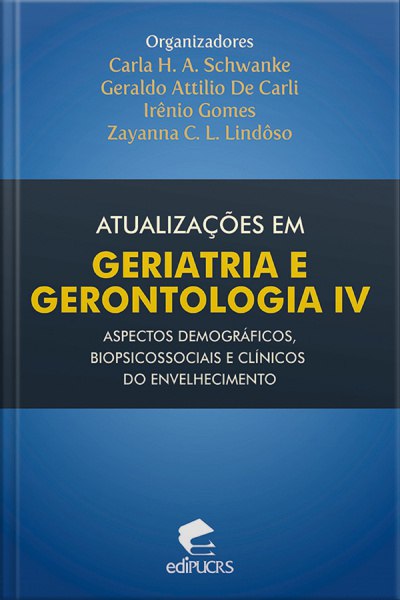 Organizadores
Carla H. A. Schwanke
Geraldo Attilio De Carli
Irênio Gomes
Zayanna C. L. Lindôso
ATUALIZAÇÕES EM
GERIATRIA E
GERONTOLOGIA IV
ASPECTOS DEMOGRÁFICOS,
BIOPSICOSSOCIAIS E CLÍNICOS
DO ENVELHECIMENTO
ediPUCRS